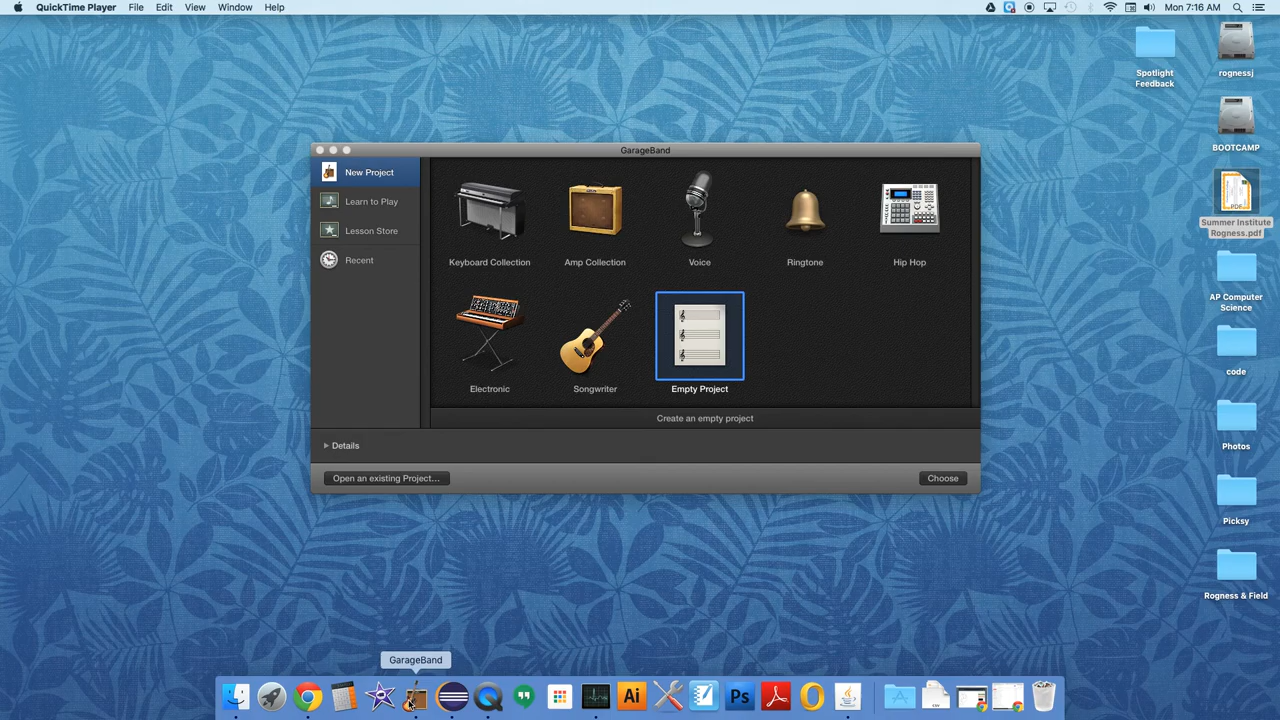 QuickTime Player File Edit View Window Help Mon 7:16 AM
Spotlight
Feedback
rognessj
BOOTCAMP
PDF
Summer Institute
Rogness.pdf
AP Computer
Science
code
Photos
Picksy
Rogness & Field
GarageBand
New Project
Learn to Play
Lesson Store
Recent
Keyboard Collection Amp Collection Voice Ringtone Hip Hop
Electronic Songwriter Empty Project
Create an empty project
Details
Open an existing Project... Choose
GarageBand
Ai Ps